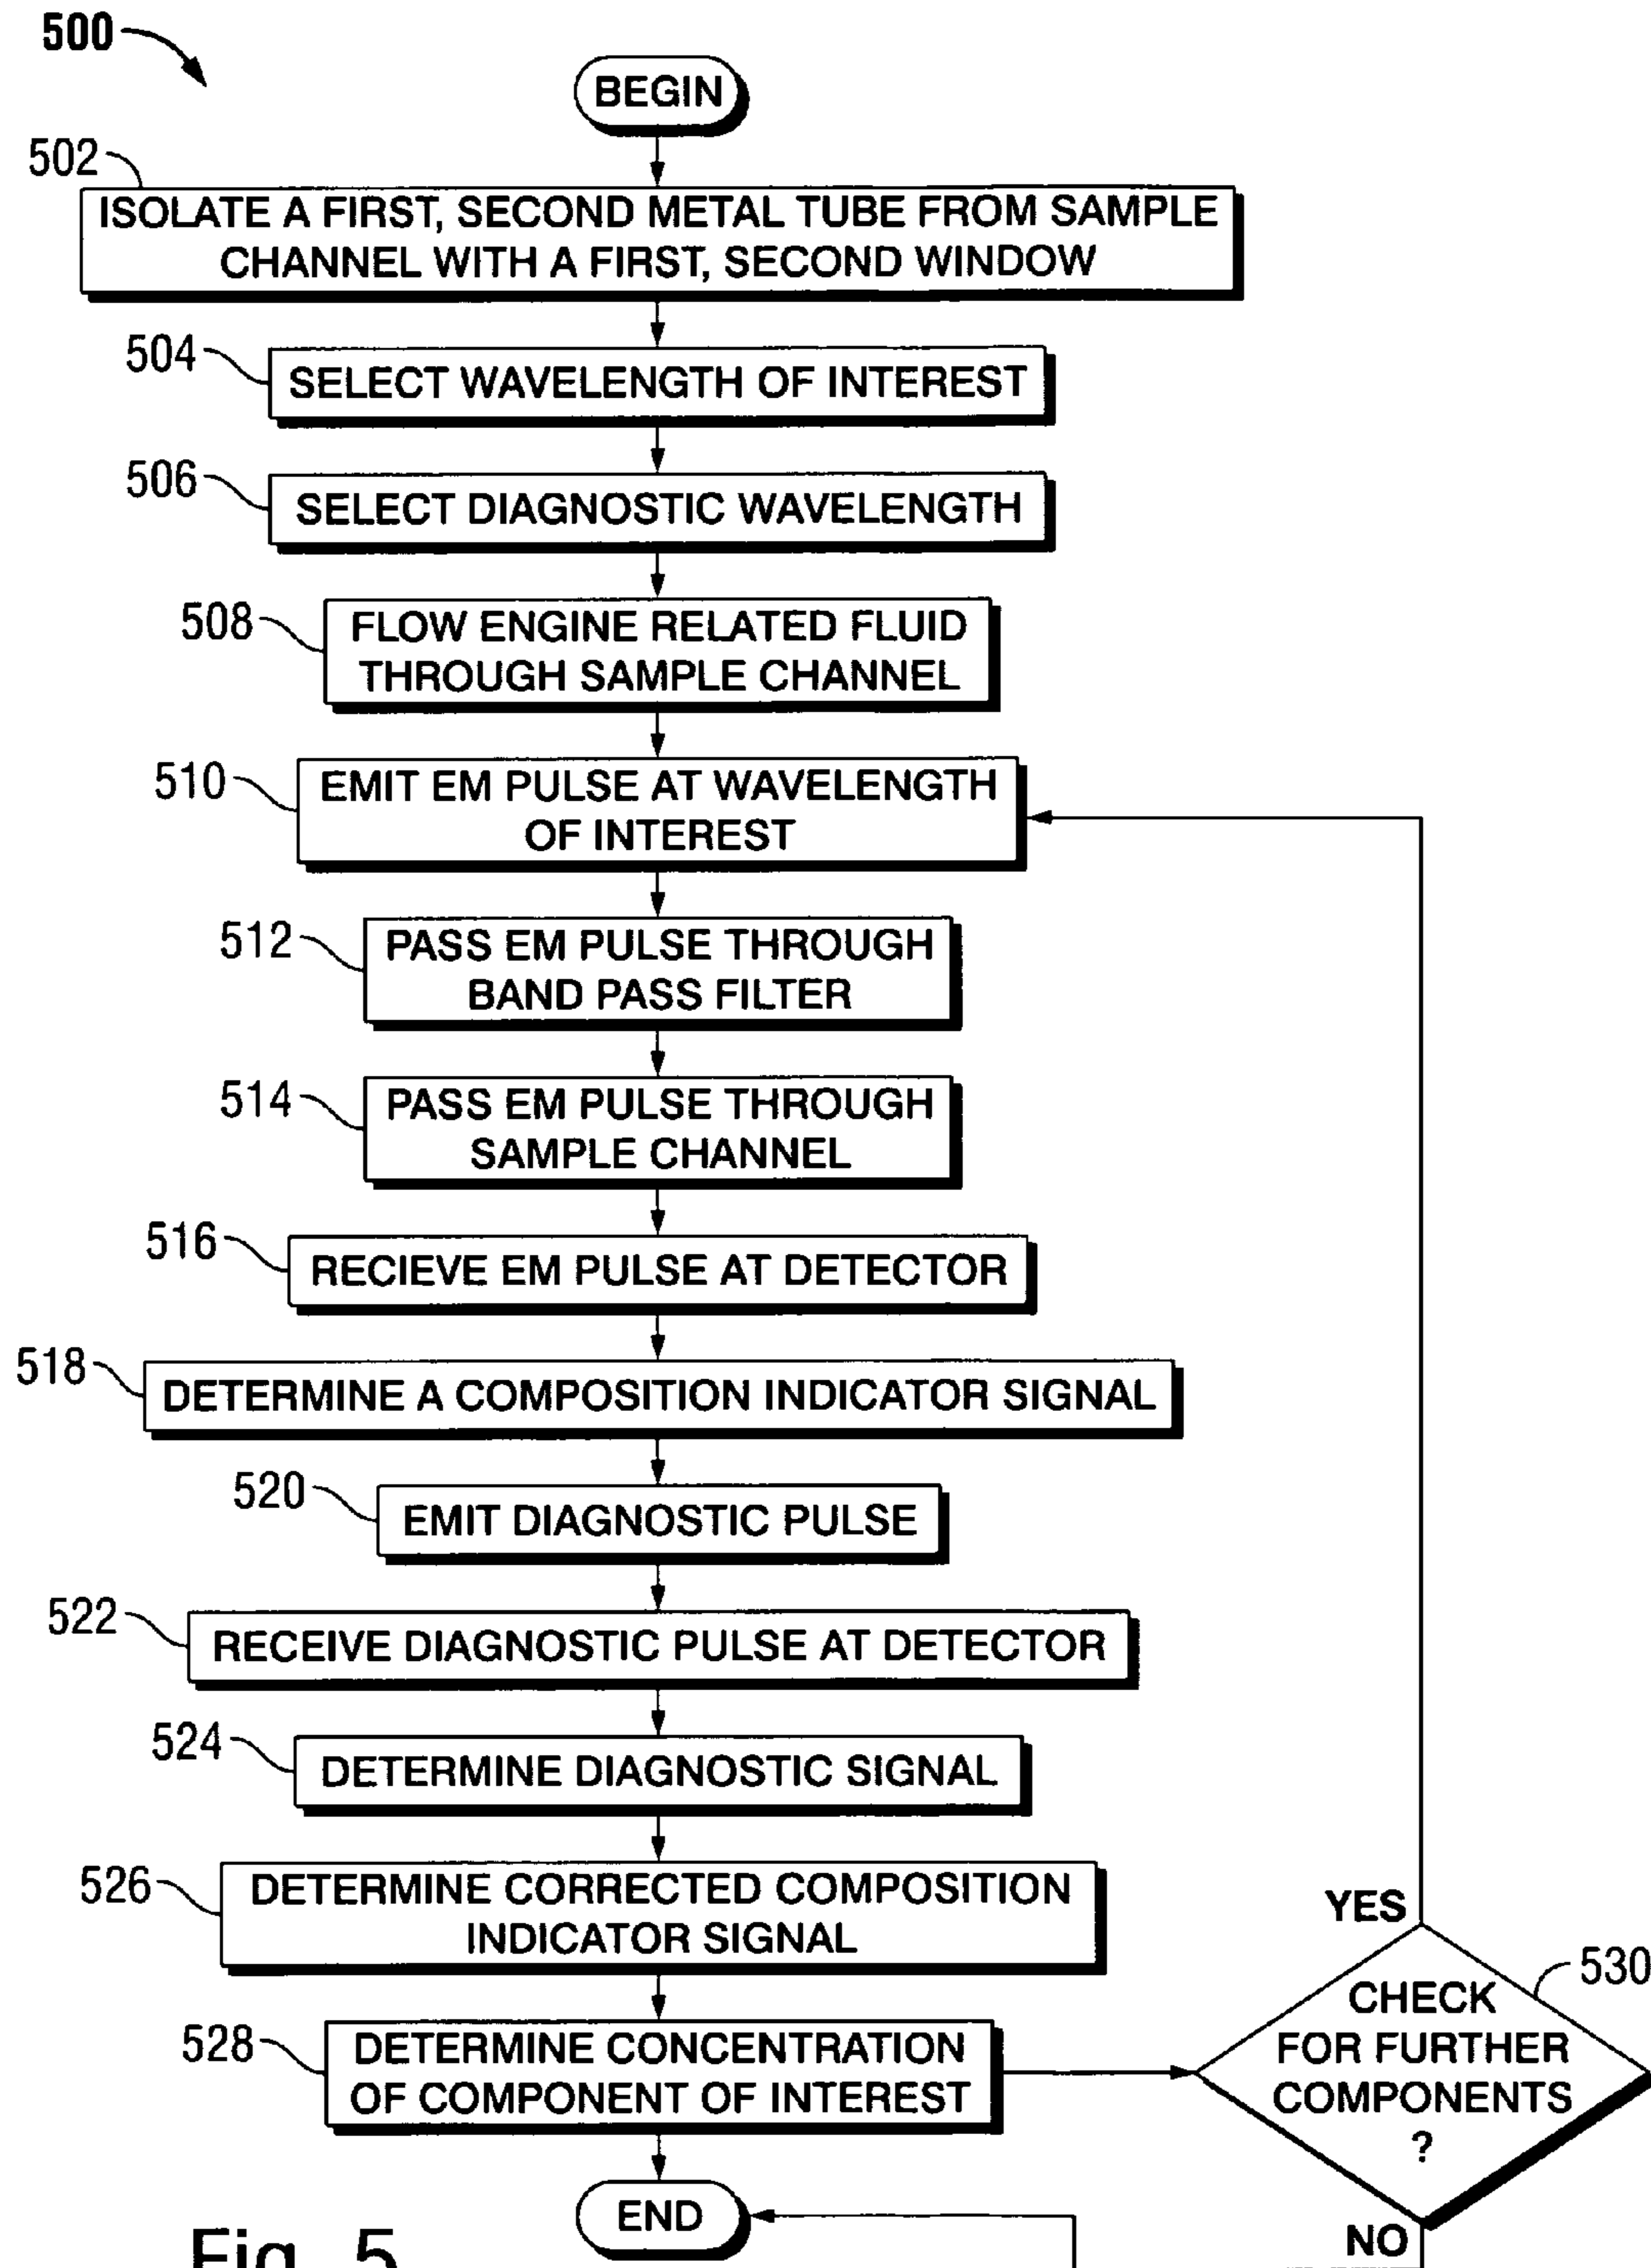 500
BEGIN
502
ISOLATE A FIRST, SECOND METAL TUBE FROM SAMPLE
CHANNEL WITH A FIRST, SECOND WINDOW
504
SELECT WAVELENGTH OF INTEREST
506
SELECT DIAGNOSTIC WAVELENGTH
508
FLOW ENGINE RELATED FLUID
THROUGH SAMPLE CHANNEL
510
EMIT EM PULSE AT WAVELENGTH
OF INTEREST
512
PASS EM PULSE THROUGH
BAND PASS FILTER
514
PASS EM PULSE THROUGH
SAMPLE CHANNEL
516
RECIEVE EM PULSE AT DETECTOR
518
DETERMINE A COMPOSITION INDICATOR SIGNAL
520
EMIT DIAGNOSTIC PULSE
522
RECEIVE DIAGNOSTIC PULSE AT DETECTOR
524
DETERMINE DIAGNOSTIC SIGNAL
526
DETERMINE CORRECTED COMPOSITION
INDICATOR SIGNAL
528
DETERMINE CONCENTRATION
OF COMPONENT OF INTEREST
YES
530
CHECK
FOR FURTHER
COMPONENTS
?
NO
END
Fig. 5